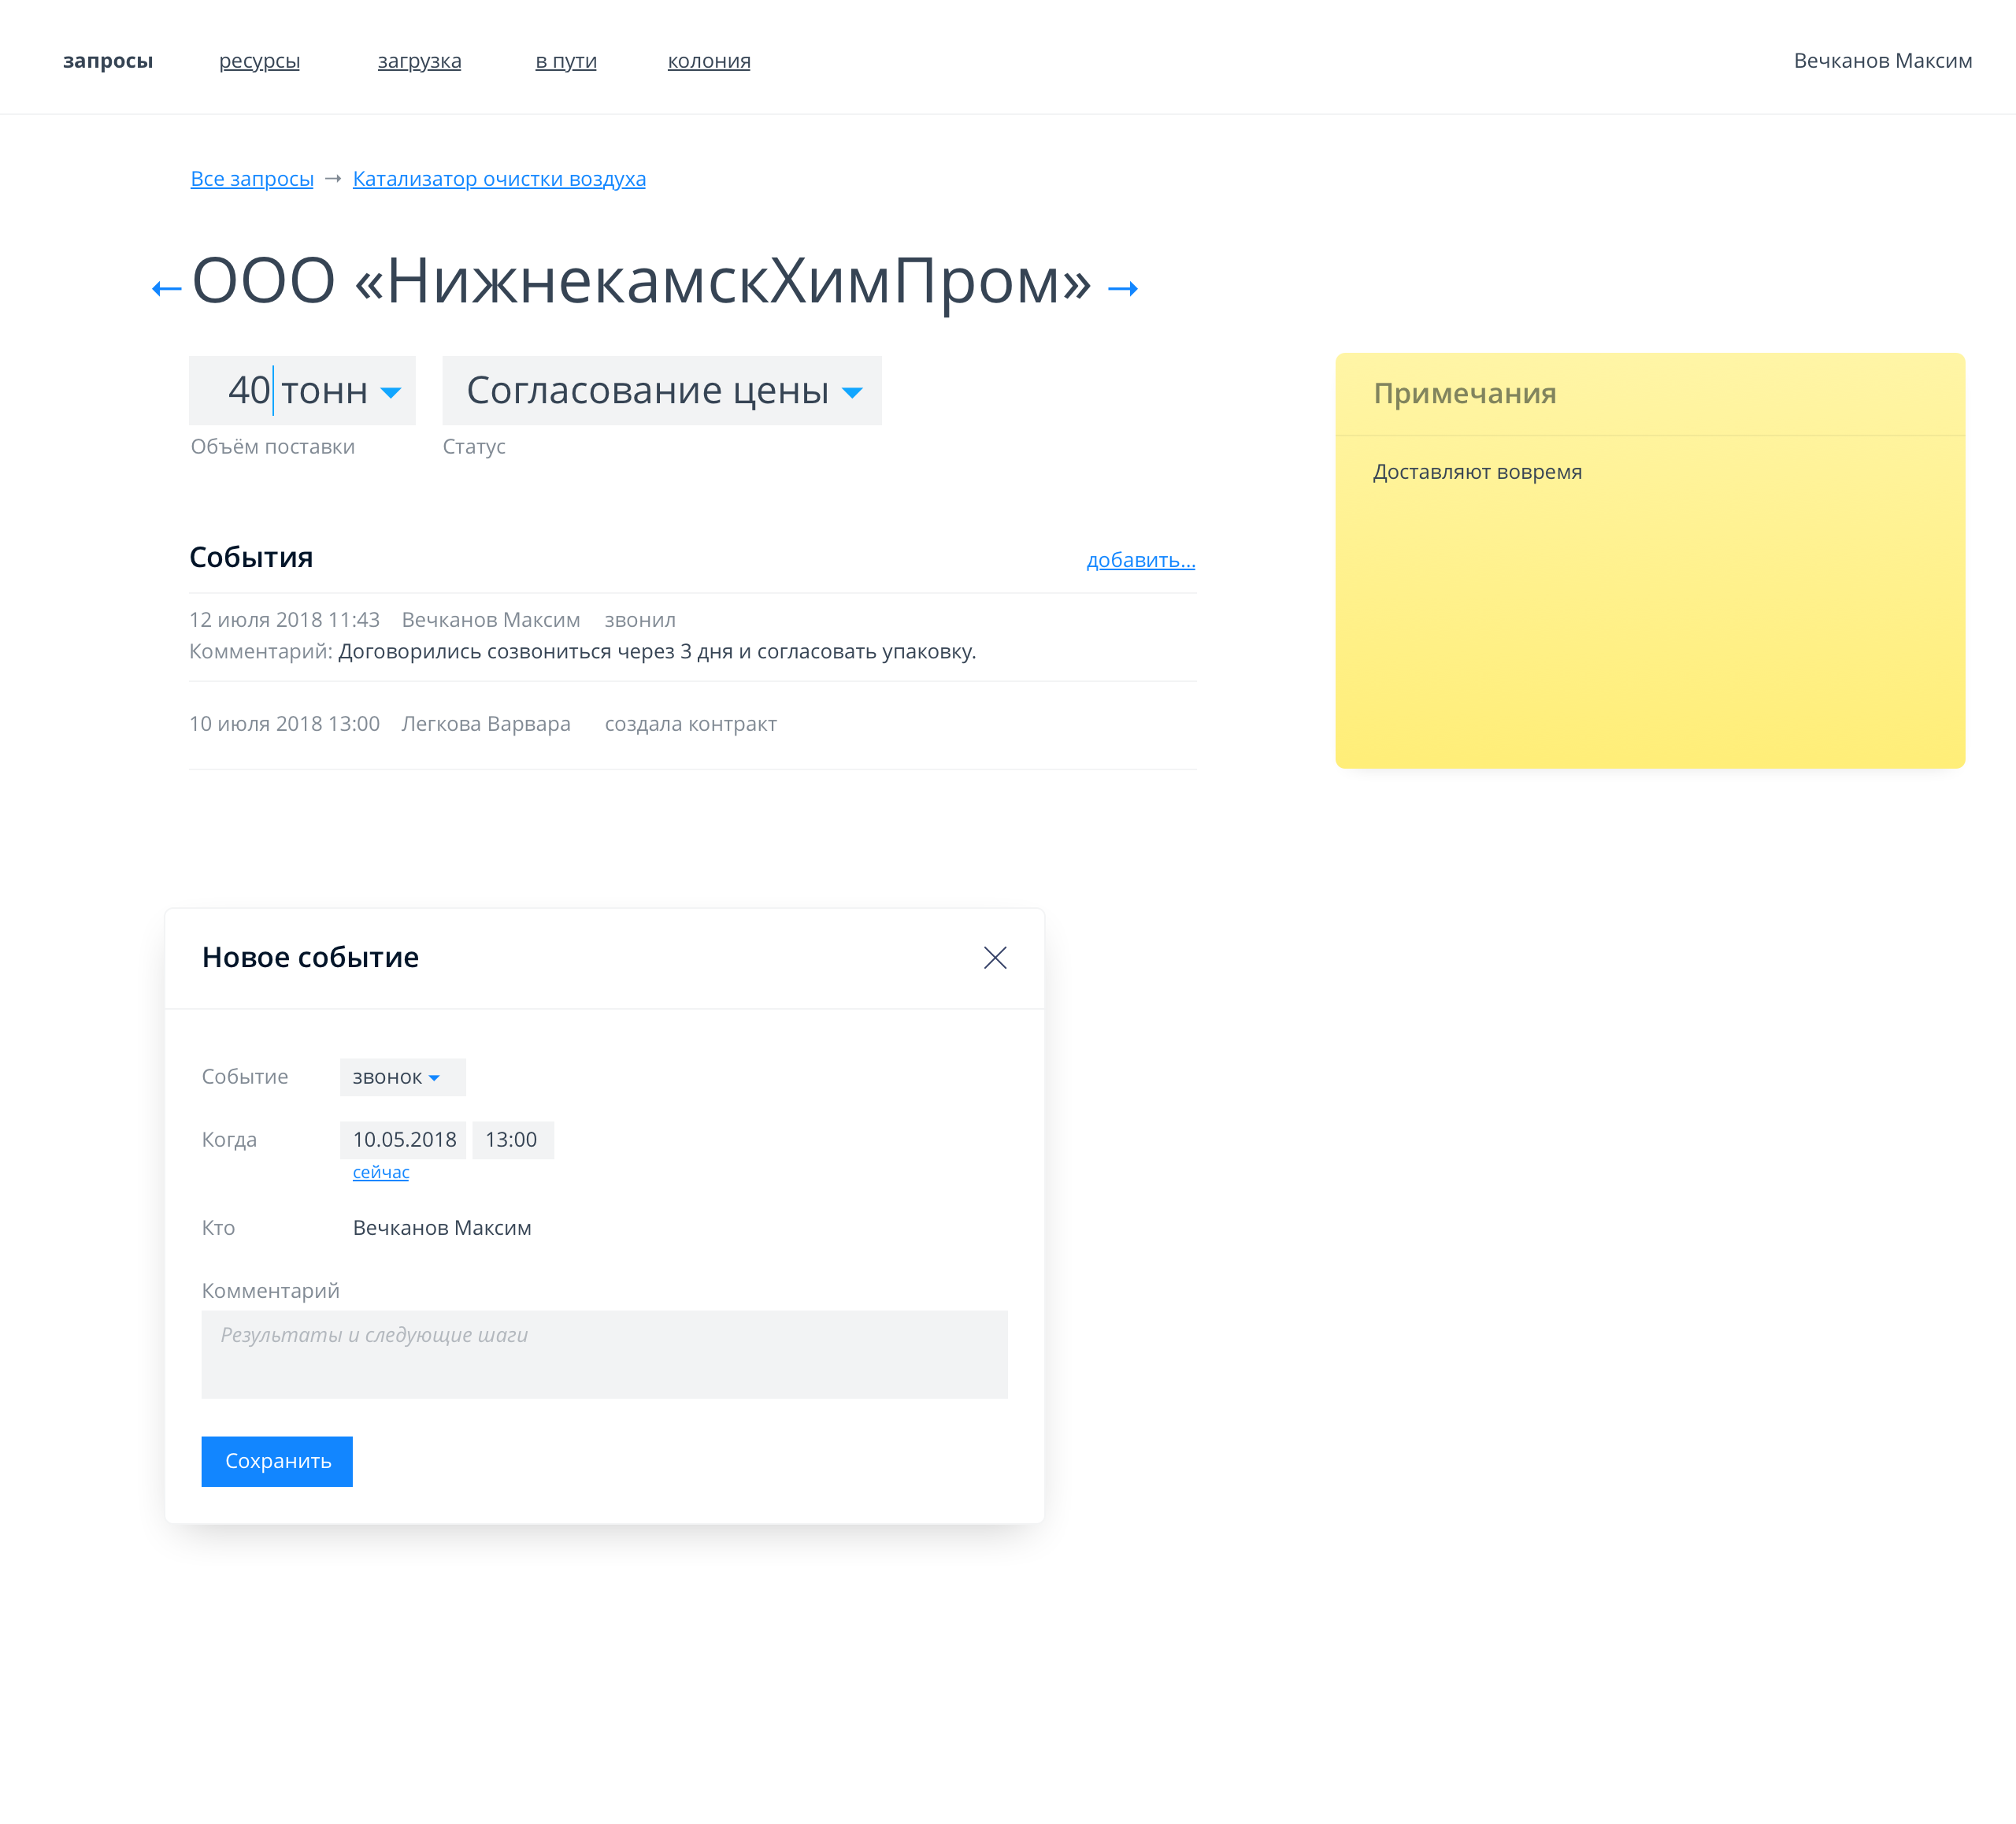 запросы ресурсы загрузка в пути колония Вечканов Максим
Все запросы → Катализатор очистки воздуха
← ООО «НижнекамскХимПром» →
40 тонн Согласование цены
Объём поставки Статус
Примечания
Доставляют вовремя
События добавить...
12 июля 2018 11:43 Вечканов Максим звонил
Комментарий: Договорились созвониться через 3 дня и согласовать упаковку.
10 июля 2018 13:00 Легкова Варвара создала контракт
Новое событие
Событие звонок
Когда 10.05.2018 13:00
сейчас
Кто Вечканов Максим
Комментарий
Результаты и следующие шаги
Сохранить